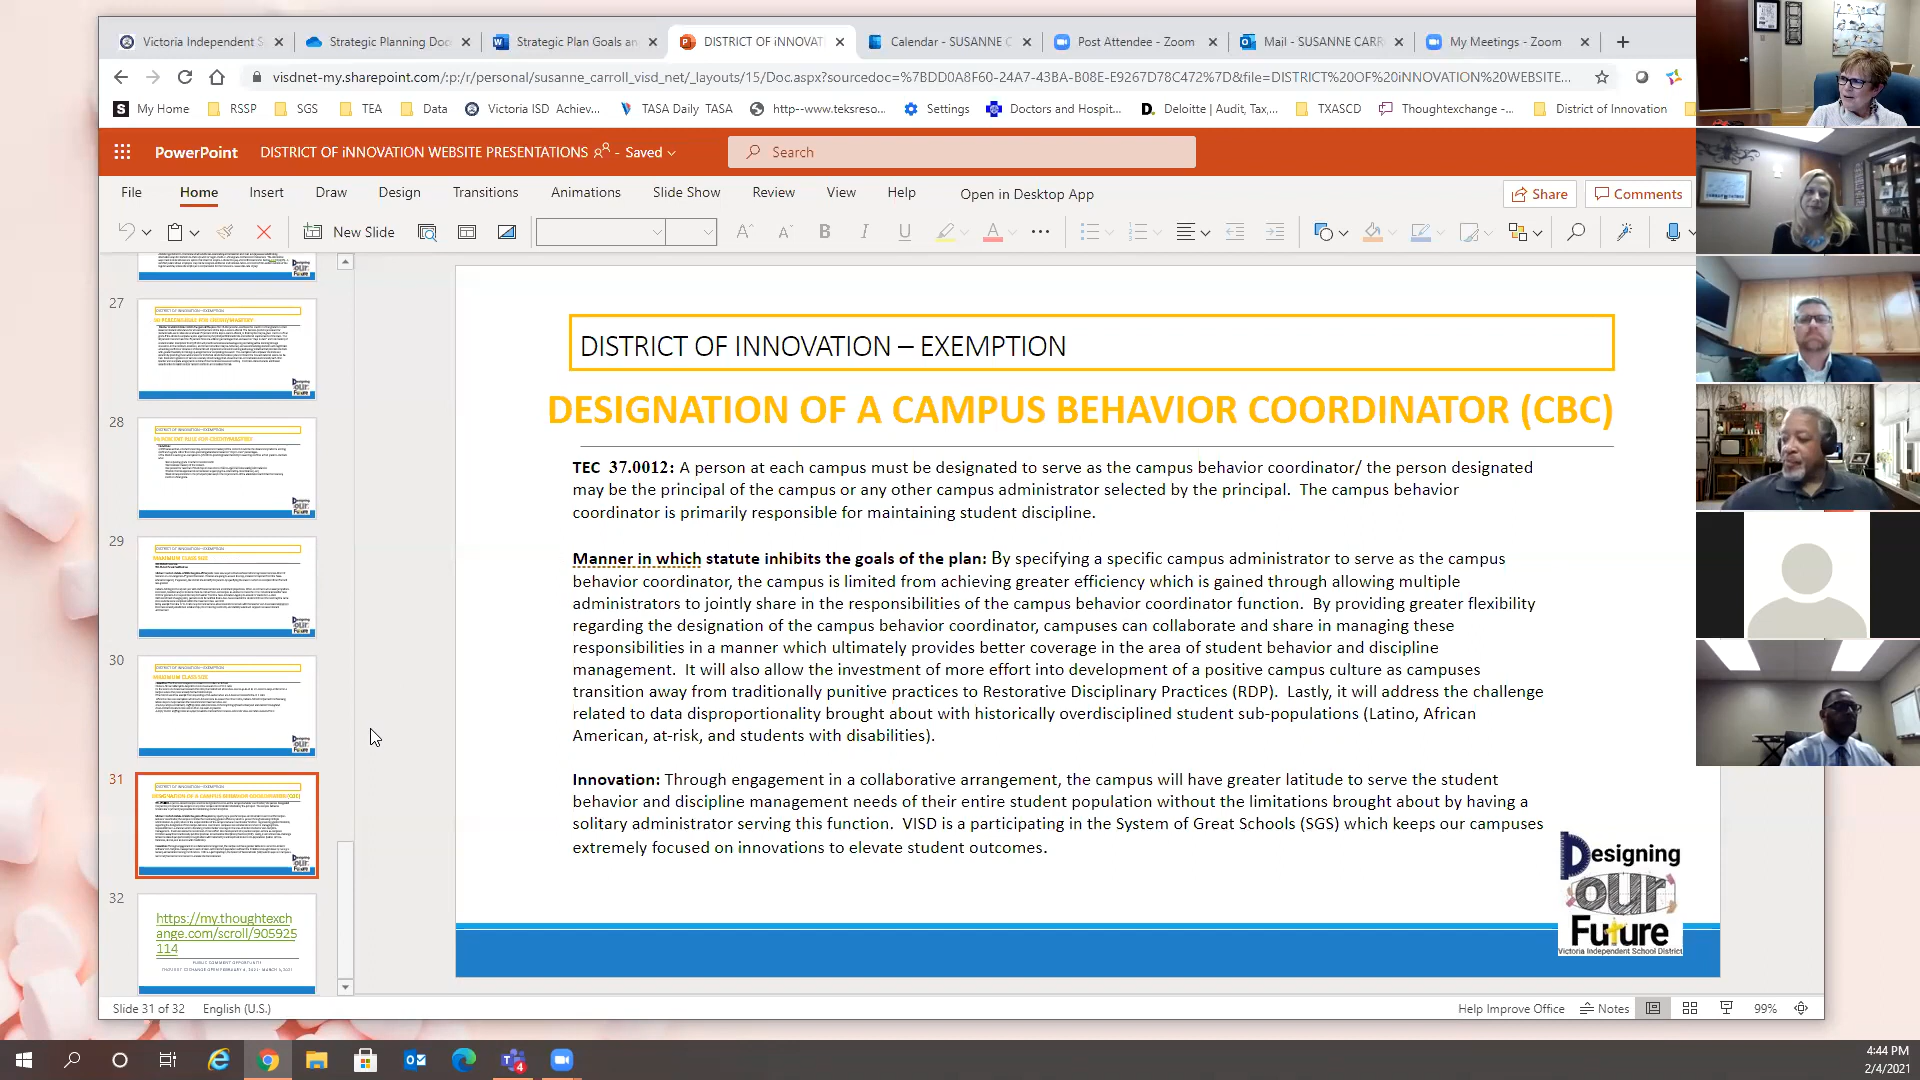 Victoria Independent S
Strategic Planning Doc
Strategic Plan Goals an
DISTRICT OF iNNOVAT
Calendar - SUSANNE C
Post Attendee - Zoom
Mail - SUSANNE CARR
My Meetings - Zoom
visdnet-my.sharepoint.com/:p:/r/personal/susanne_carroll_visd_net/_layouts/15/Doc.aspx?sourcedoc=%7BDD0A8F60-24A7-43BA-B08E-E9267D78C472%7D&file=DISTRICT%20OF%20iNNOVATION%20WEBSITE...
My Home
RSSP
SGS
TEA
Data
Victoria ISD Achiev...
TASA Daily TASA
http--www.teksreso...
Settings
Doctors and Hospit...
Deloitte | Audit, Tax,...
TXASCD
Thoughtexchange -...
District of Innovation
PowerPoint
DISTRICT OF iNNOVATION WEBSITE PRESENTATIONS - Saved
Search
File
Home
Insert
Draw
Design
Transitions
Animations
Slide Show
Review
View
Help
Open in Desktop App
Share
Comments
New Slide
27
28
29
30
31
32
https://my.thoughtexch
ange.com/scroll/905925
114
DISTRICT OF INNOVATION – EXEMPTION
DESIGNATION OF A CAMPUS BEHAVIOR COORDINATOR (CBC)
TEC 37.0012: A person at each campus must be designated to serve as the campus behavior coordinator/ the person designated
may be the principal of the campus or any other campus administrator selected by the principal. The campus behavior
coordinator is primarily responsible for maintaining student discipline.
Manner in which statute inhibits the goals of the plan: By specifying a specific campus administrator to serve as the campus
behavior coordinator, the campus is limited from achieving greater efficiency which is gained through allowing multiple
administrators to jointly share in the responsibilities of the campus behavior coordinator function. By providing greater flexibility
regarding the designation of the campus behavior coordinator, campuses can collaborate and share in managing these
responsibilities in a manner which ultimately provides better coverage in the area of student behavior and discipline
management. It will also allow the investment of more effort into development of a positive campus culture as campuses
transition away from traditionally punitive practices to Restorative Disciplinary Practices (RDP). Lastly, it will address the challenge
related to data disproportionality brought about with historically overdisciplined student sub-populations (Latino, African
American, at-risk, and students with disabilities).
Innovation: Through engagement in a collaborative arrangement, the campus will have greater latitude to serve the student
behavior and discipline management needs of their entire student population without the limitations brought about by having a
solitary administrator serving this function. VISD is a participating in the System of Great Schools (SGS) which keeps our campuses
extremely focused on innovations to elevate student outcomes.
Designing
our
Future
Victoria Independent School District
Slide 31 of 32
English (U.S.)
Help Improve Office
Notes
99%
4:44 PM
2/4/2021